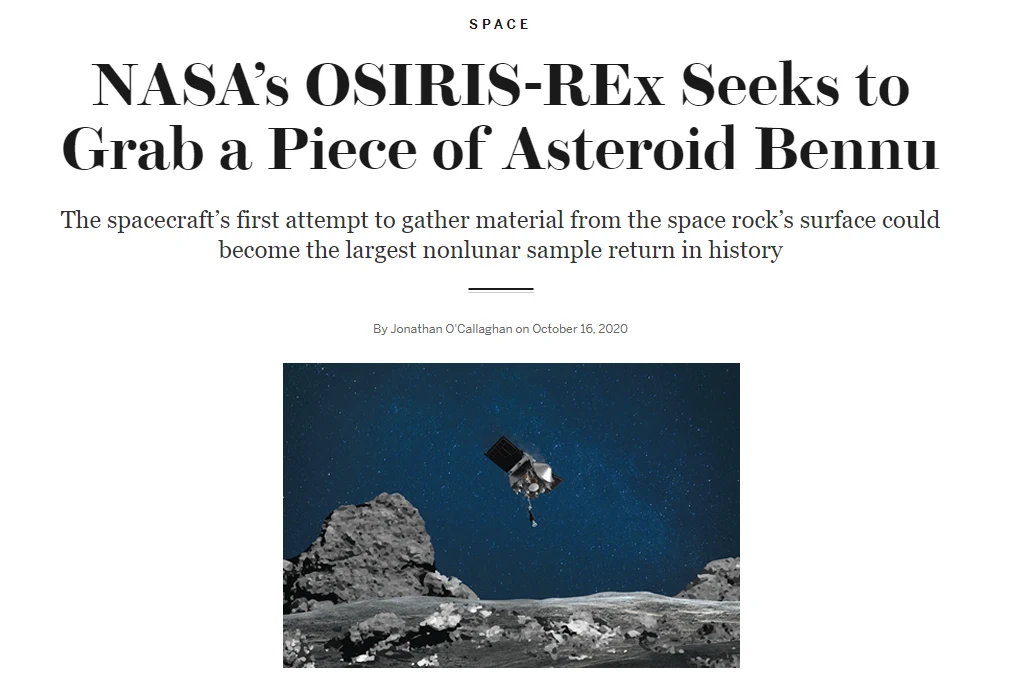 SPACE
NASA’s OSIRIS-REx Seeks to
Grab a Piece of Asteroid Bennu
The spacecraft’s first attempt to gather material from the space rock’s surface could
become the largest nonlunar sample return in history
By Jonathan O'Callaghan on October 16, 2020